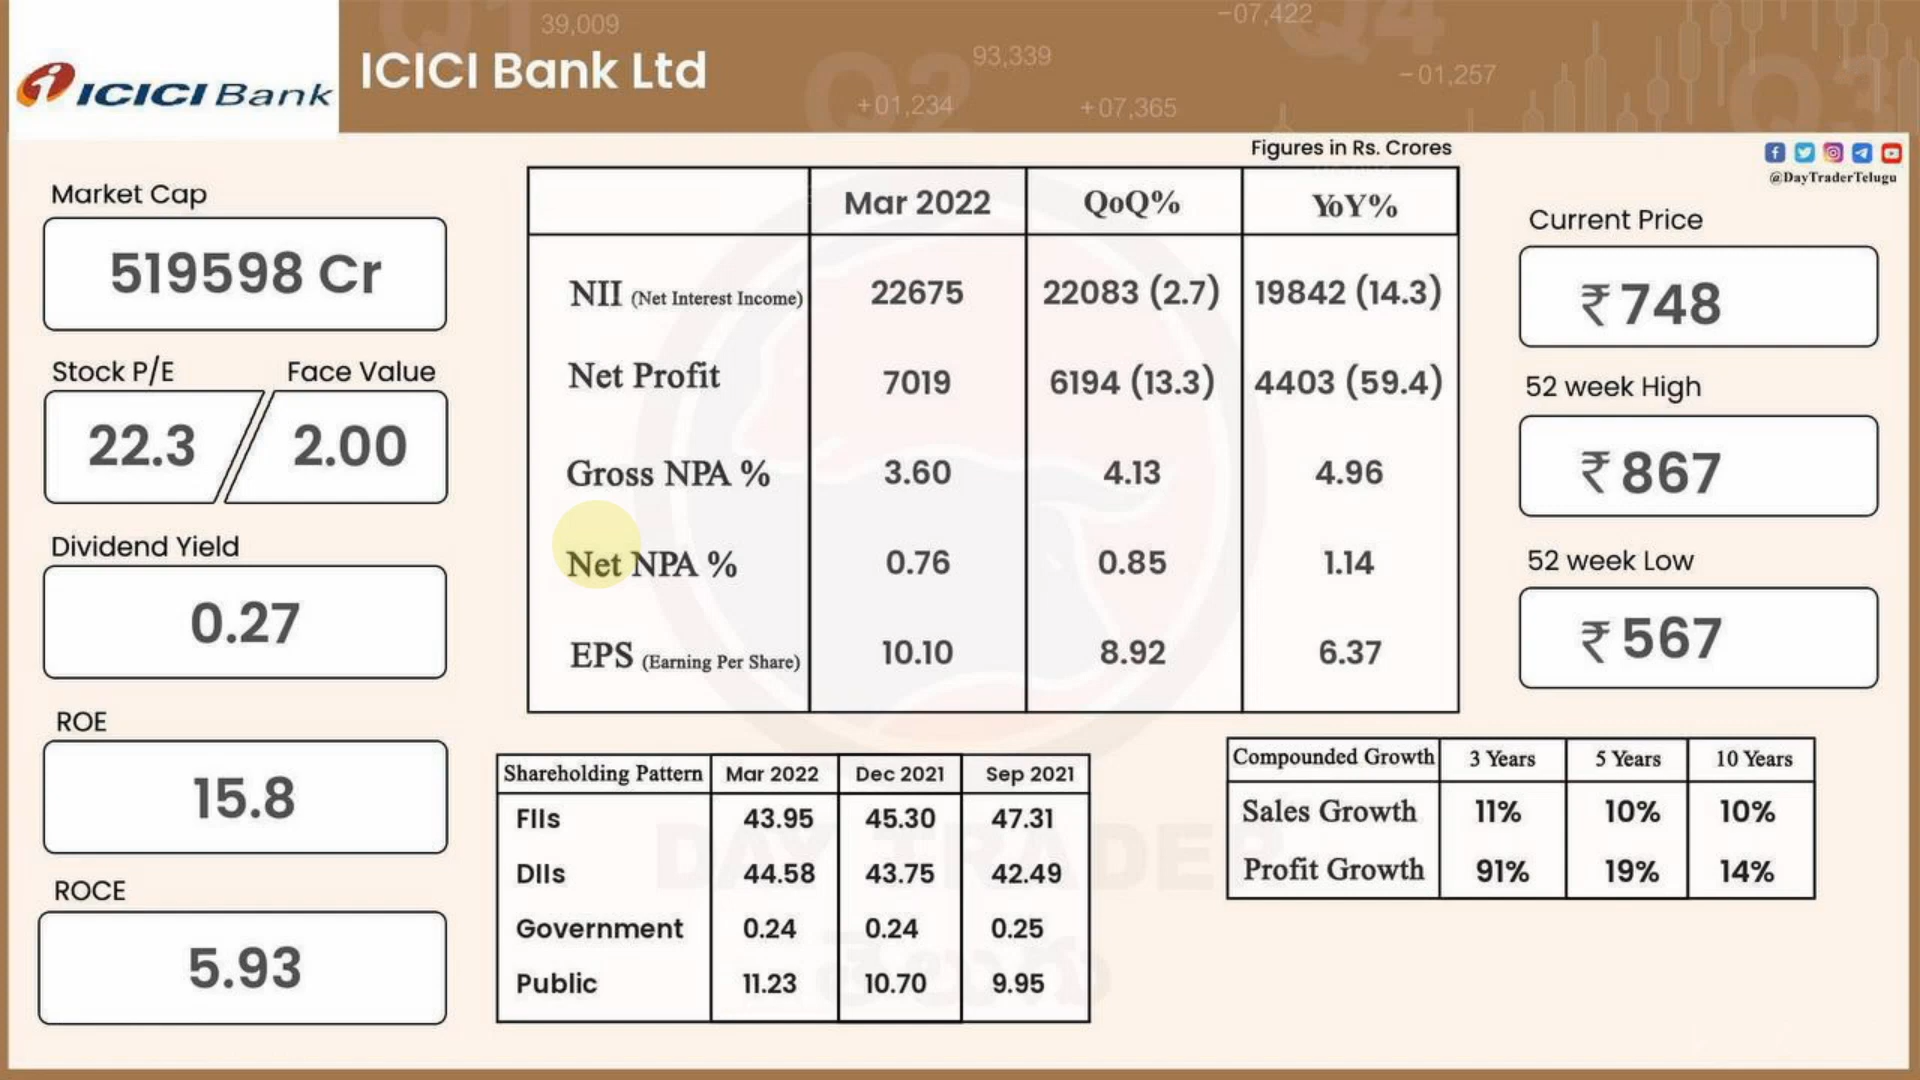 39,009
-07,422
Q1
Q4
ICICI Bank
ICICI Bank Ltd
Q2
93,339
-01,257
Q3
+01,234
+07,365
Figures in Rs. Crores
@DayTraderTelugu
Market Cap
519598 Cr
Stock P/E
Face Value
22.3
2.00
Dividend Yield
0.27
ROE
15.8
ROCE
5.93
Mar 2022 QoQ% YoY%
NII (Net Interest Income) 22675 22083 (2.7) 19842 (14.3)
Net Profit 7019 6194 (13.3) 4403 (59.4)
Gross NPA % 3.60 4.13 4.96
Net NPA % 0.76 0.85 1.14
EPS (Earning Per Share) 10.10 8.92 6.37
Current Price
₹ 748
52 week High
₹ 867
52 week Low
₹ 567
Shareholding Pattern Mar 2022 Dec 2021 Sep 2021
FIIs 43.95 45.30 47.31
DIIs 44.58 43.75 42.49
Government 0.24 0.24 0.25
Public 11.23 10.70 9.95
DAY TRADER
తెలుగు
Compounded Growth 3 Years 5 Years 10 Years
Sales Growth 11% 10% 10%
Profit Growth 91% 19% 14%